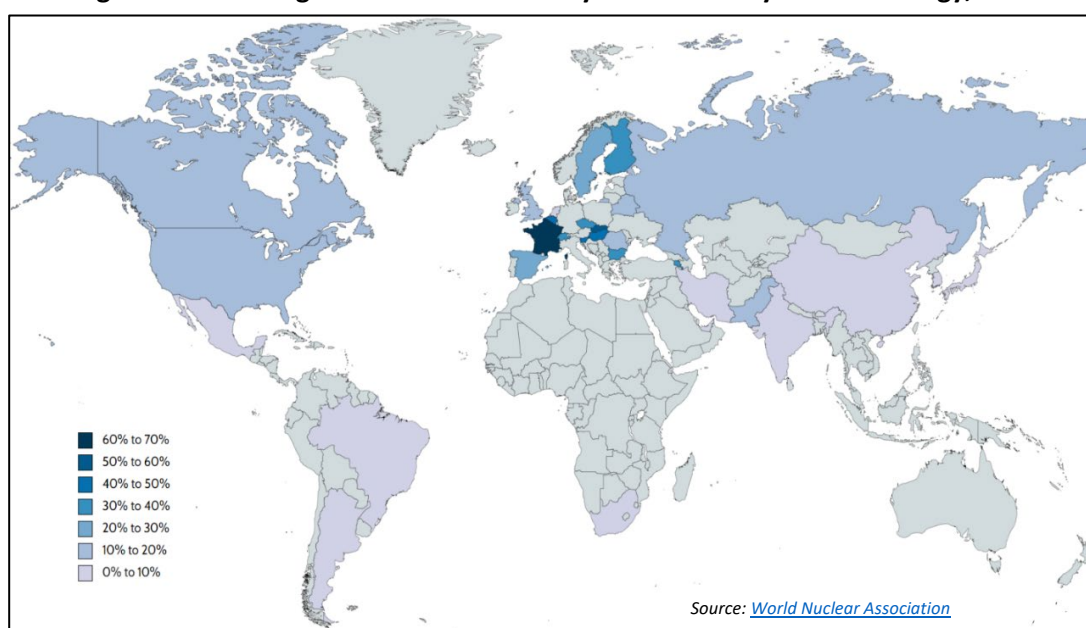 60% to 70%
50% to 60%
40% to 50%
30% to 40%
20% to 30%
10% to 20%
0% to 10%
Source: World Nuclear Association